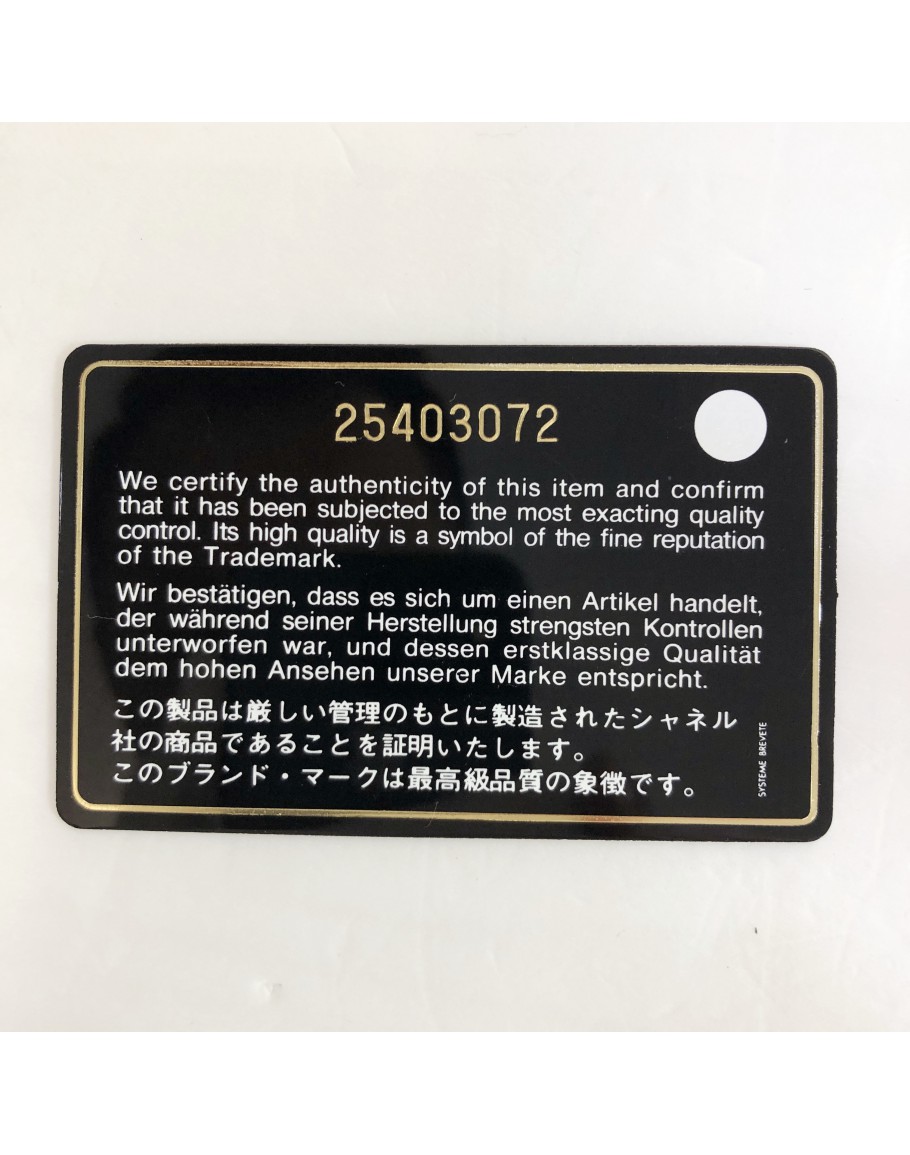 25403072
We certify the authenticity of this item and confirm
that it has been subjected to the most exacting quality
control. Its high quality is a symbol of the fine reputation
of the Trademark.
Wir bestätigen, dass es sich um einen Artikel handelt,
der während seiner Herstellung strengsten Kontrollen
unterworfen war, und dessen erstklassige Qualität
dem hohen Ansehen unserer Marke entspricht.
この製品は厳しい管理のもとに製造されたシャネル
社の商品であることを証明いたします。
このブランド・マークは最高級品質の象徴です。
SYSTEME BREVETE